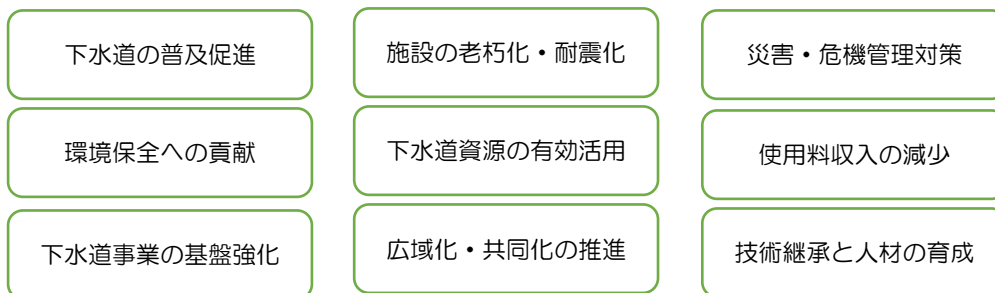 下水道の普及促進
施設の老朽化・耐震化
災害・危機管理対策
環境保全への貢献
下水道資源の有効活用
使用料収入の減少
下水道事業の基盤強化
広域化・共同化の推進
技術継承と人材の育成